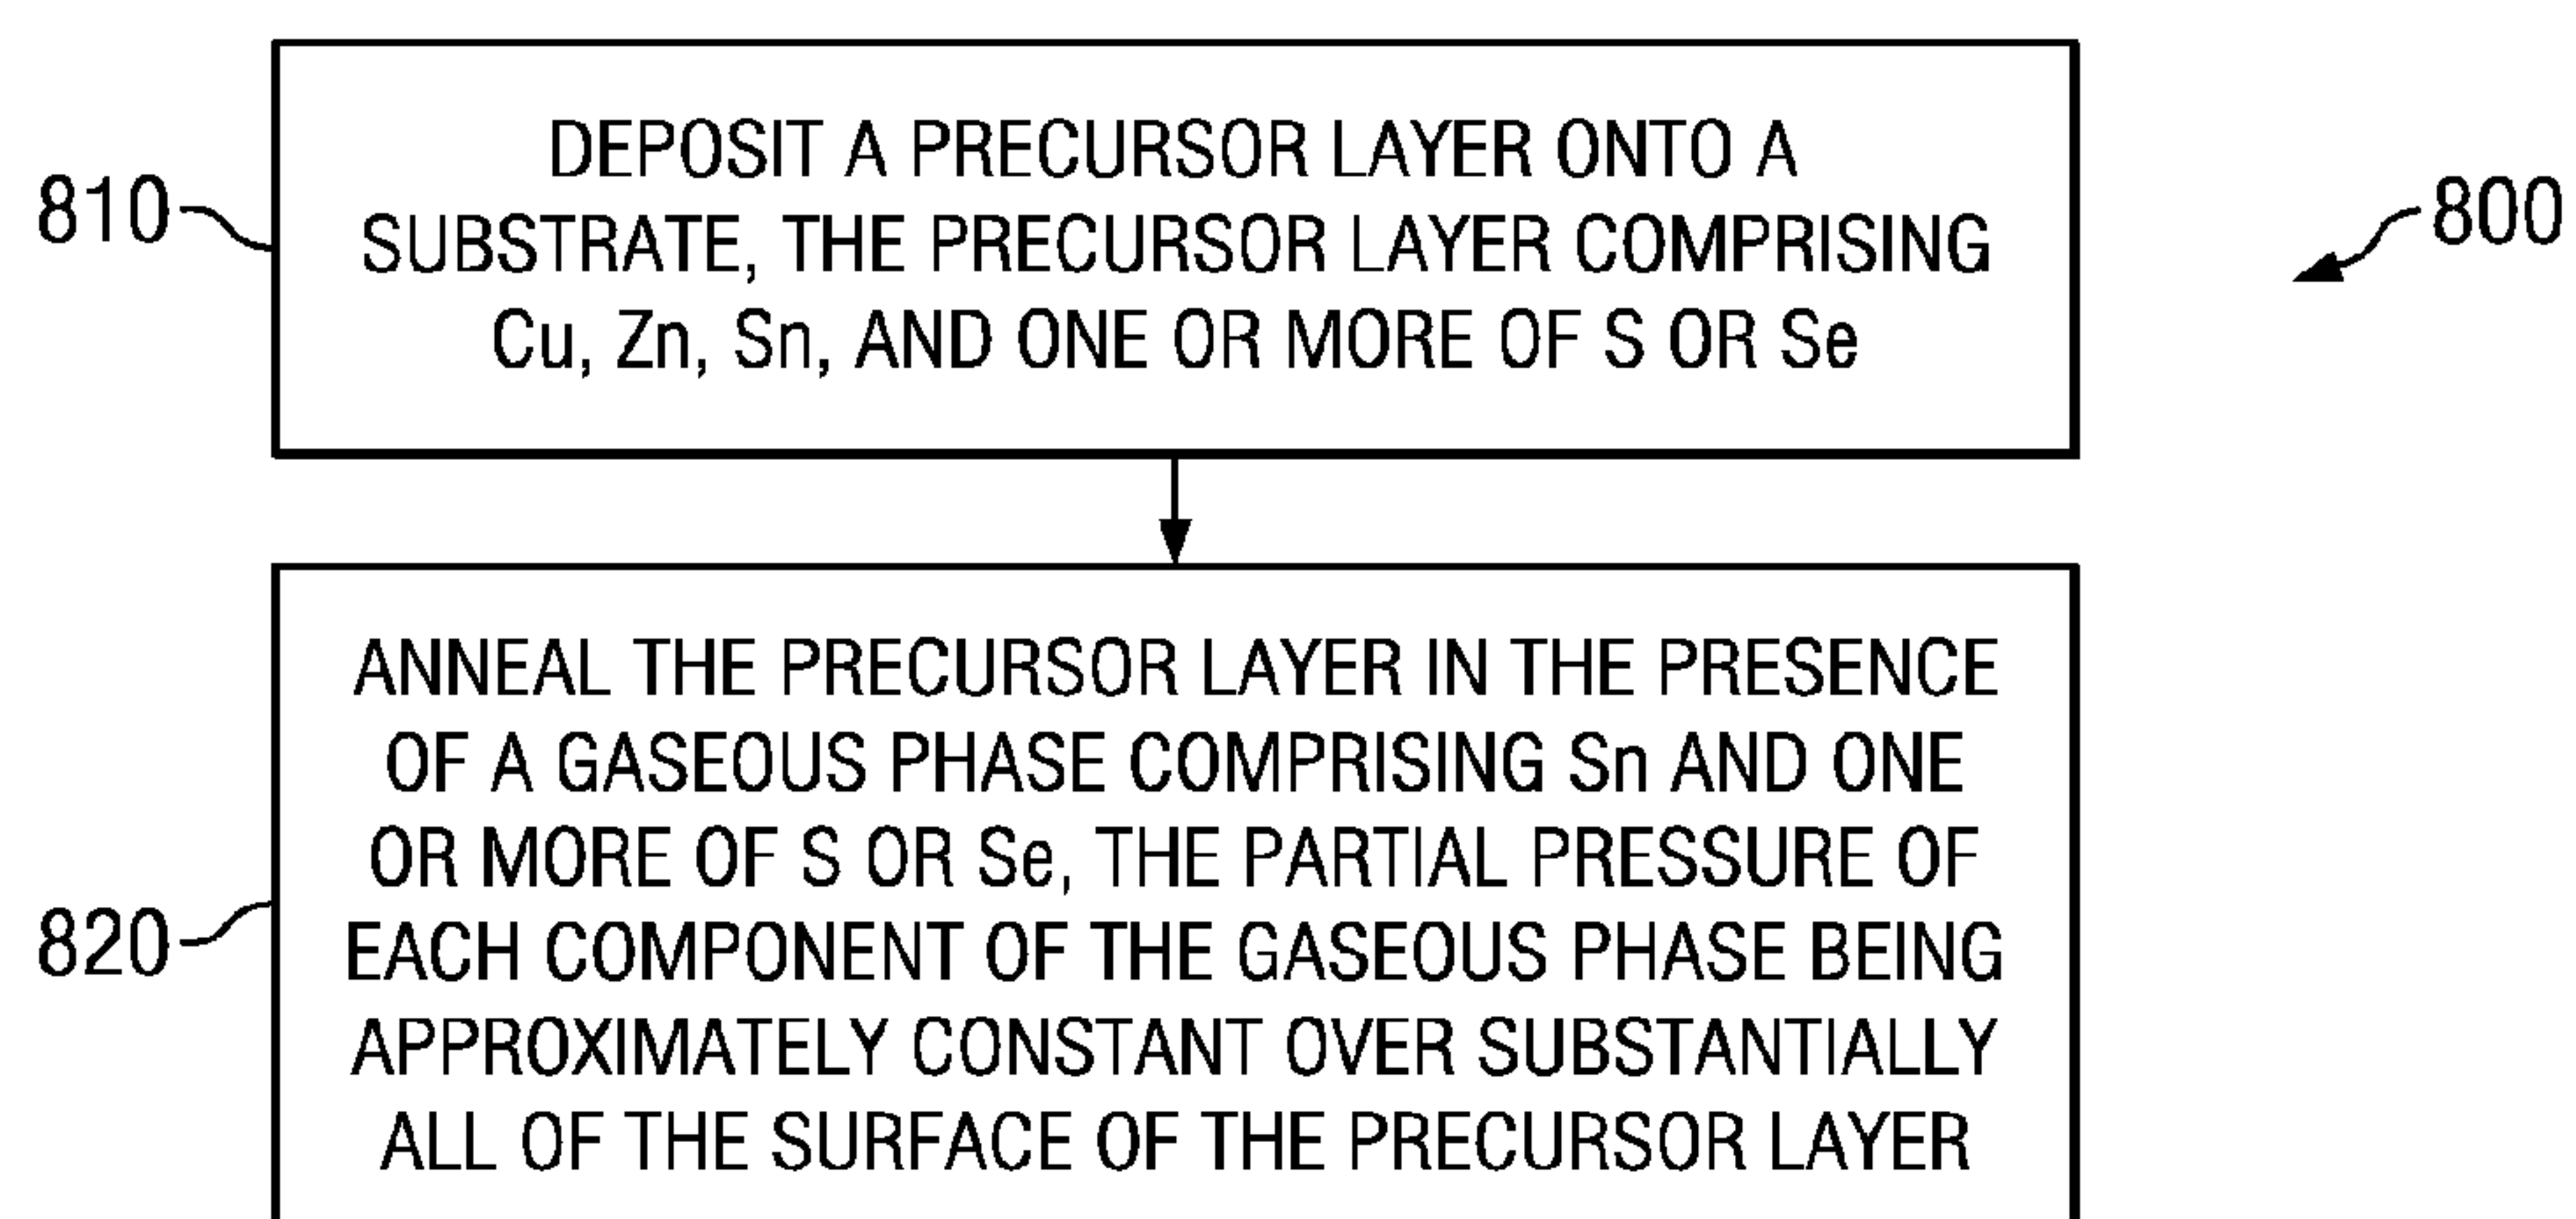 DEPOSIT A PRECURSOR LAYER ONTO A
810
SUBSTRATE, THE PRECURSOR LAYER COMPRISING
800
Cu, Zn, Sn, AND ONE OR MORE OF S OR Se
ANNEAL THE PRECURSOR LAYER IN THE PRESENCE
OF A GASEOUS PHASE COMPRISING Sn AND ONE
OR MORE OF S OR Se, THE PARTIAL PRESSURE OF
820
EACH COMPONENT OF THE GASEOUS PHASE BEING
APPROXIMATELY CONSTANT OVER SUBSTANTIALLY
ALL OF THE SURFACE OF THE PRECURSOR LAYER